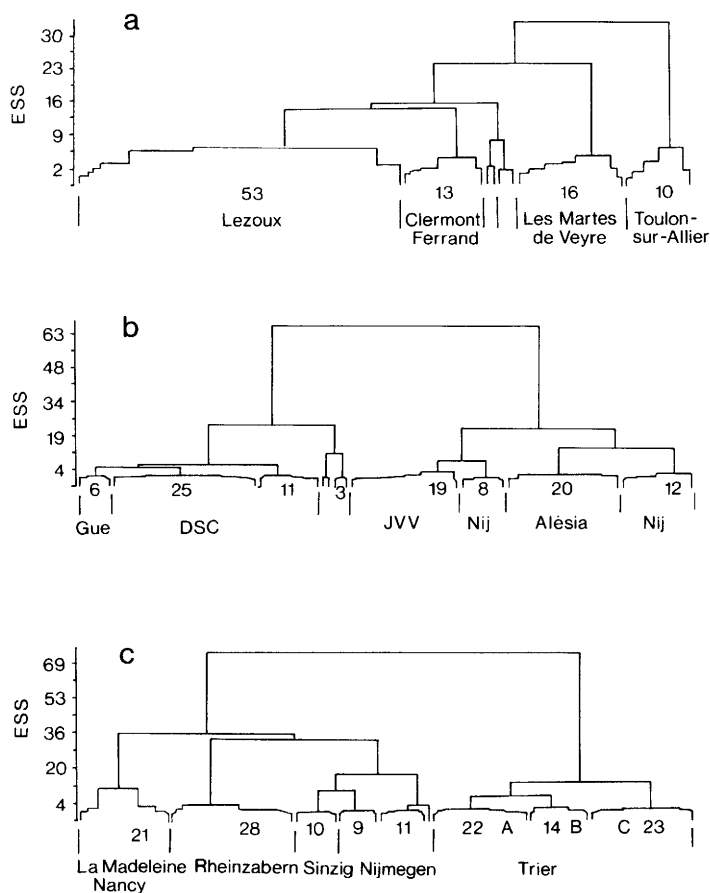 a
ESS
30
23
16
9
2
53 13 16 10
Lezoux Clermont Les Martes Toulon-
Ferrand de Veyre sur-Allier
b
ESS
63
48
34
19
4
6 25 11 3 19 8 20 12
Gue DSC JVV Nij Alésia Nij
c
ESS
69
53
36
20
4
21 28 10 9 11 22 A 14 B C 23
La Madeleine Rheinzabern Sinzig Nijmegen Trier
Nancy